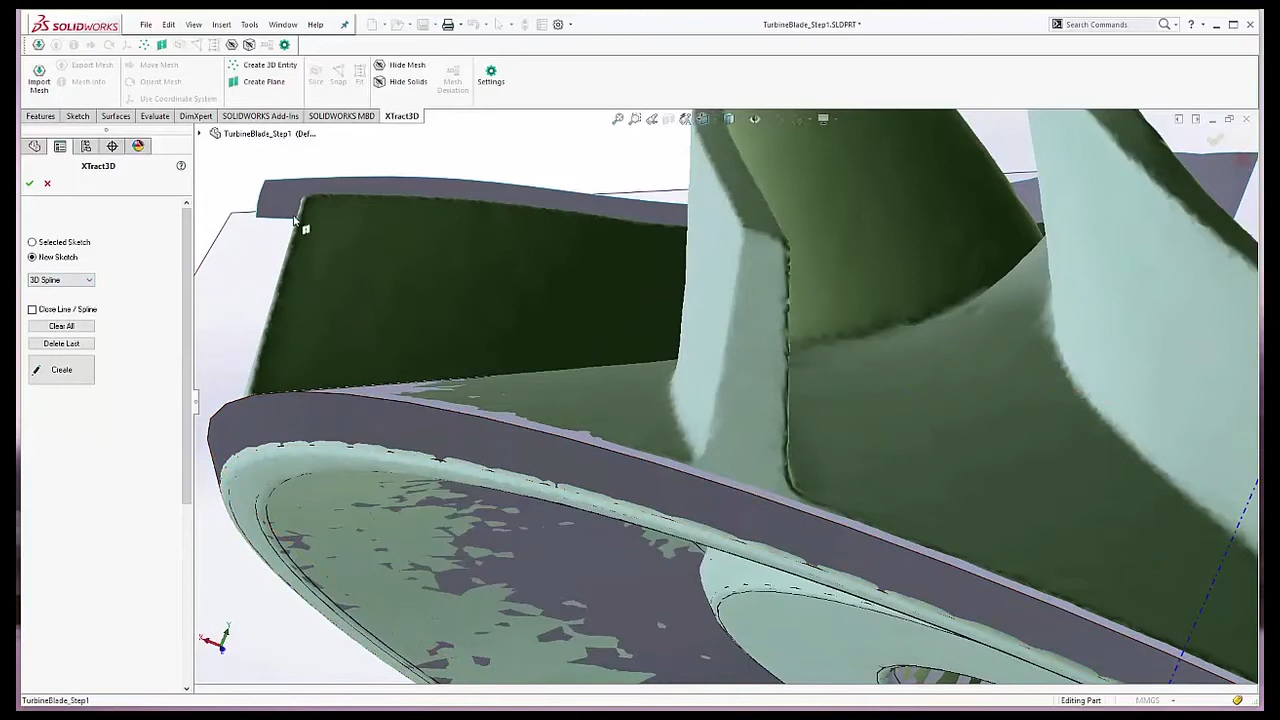 SOLIDWORKS File Edit View Insert Tools Window Help TurbineBlade_Step1.SLDPRT * Search Commands
Import Mesh
Export Mesh
Mesh Info
Move Mesh
Orient Mesh
Use Coordinate System
Create 3D Entity
Create Plane
Slice Snap Fit
Hide Mesh
Hide Solids
Mesh Deviation
Settings
Features Sketch Surfaces Evaluate DimXpert SOLIDWORKS Add-Ins SOLIDWORKS MBD XTract3D
TurbineBlade_Step1 (Def...
XTract3D
Selected Sketch
New Sketch
3D Spline
Close Line / Spline
Clear All
Delete Last
Create
TurbineBlade_Step1 Editing Part MMGS